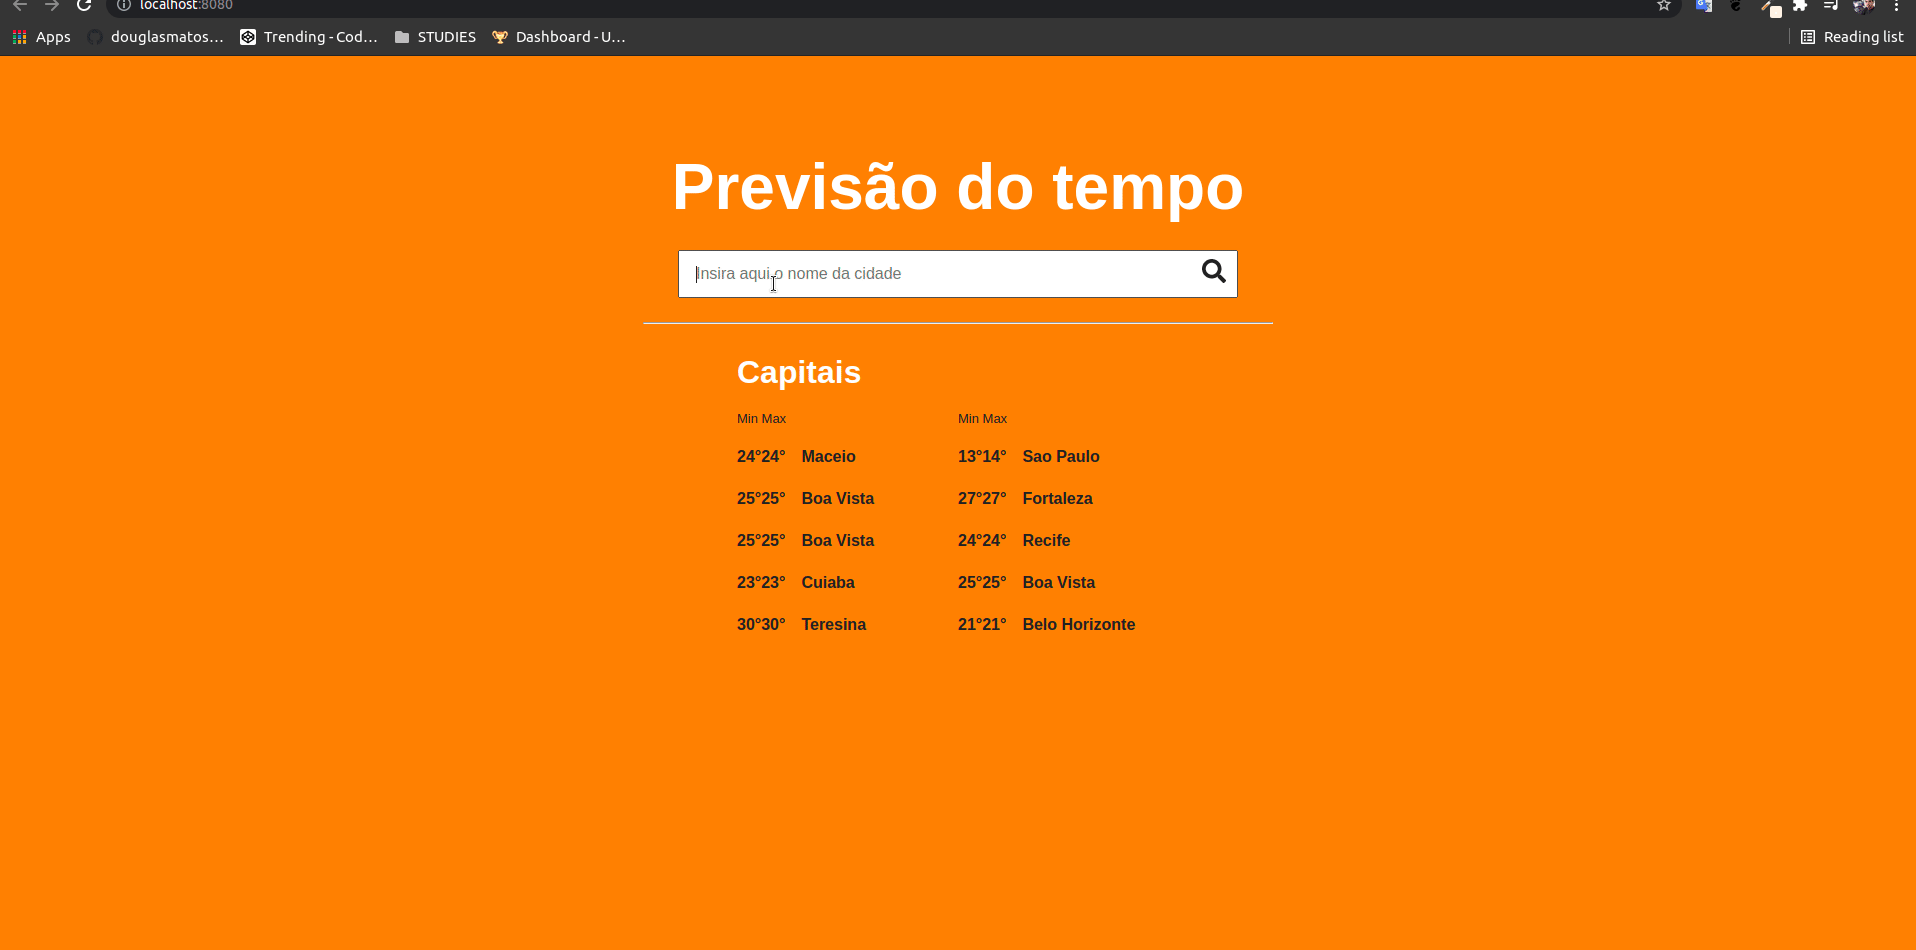 localhost:8080
Apps douglasmatos... Trending - Cod... STUDIES Dashboard - U... Reading list
Previsão do tempo
Insira aqui o nome da cidade
Capitais
Min Max Min Max
24°24° Maceio 13°14° Sao Paulo
25°25° Boa Vista 27°27° Fortaleza
25°25° Boa Vista 24°24° Recife
23°23° Cuiaba 25°25° Boa Vista
30°30° Teresina 21°21° Belo Horizonte